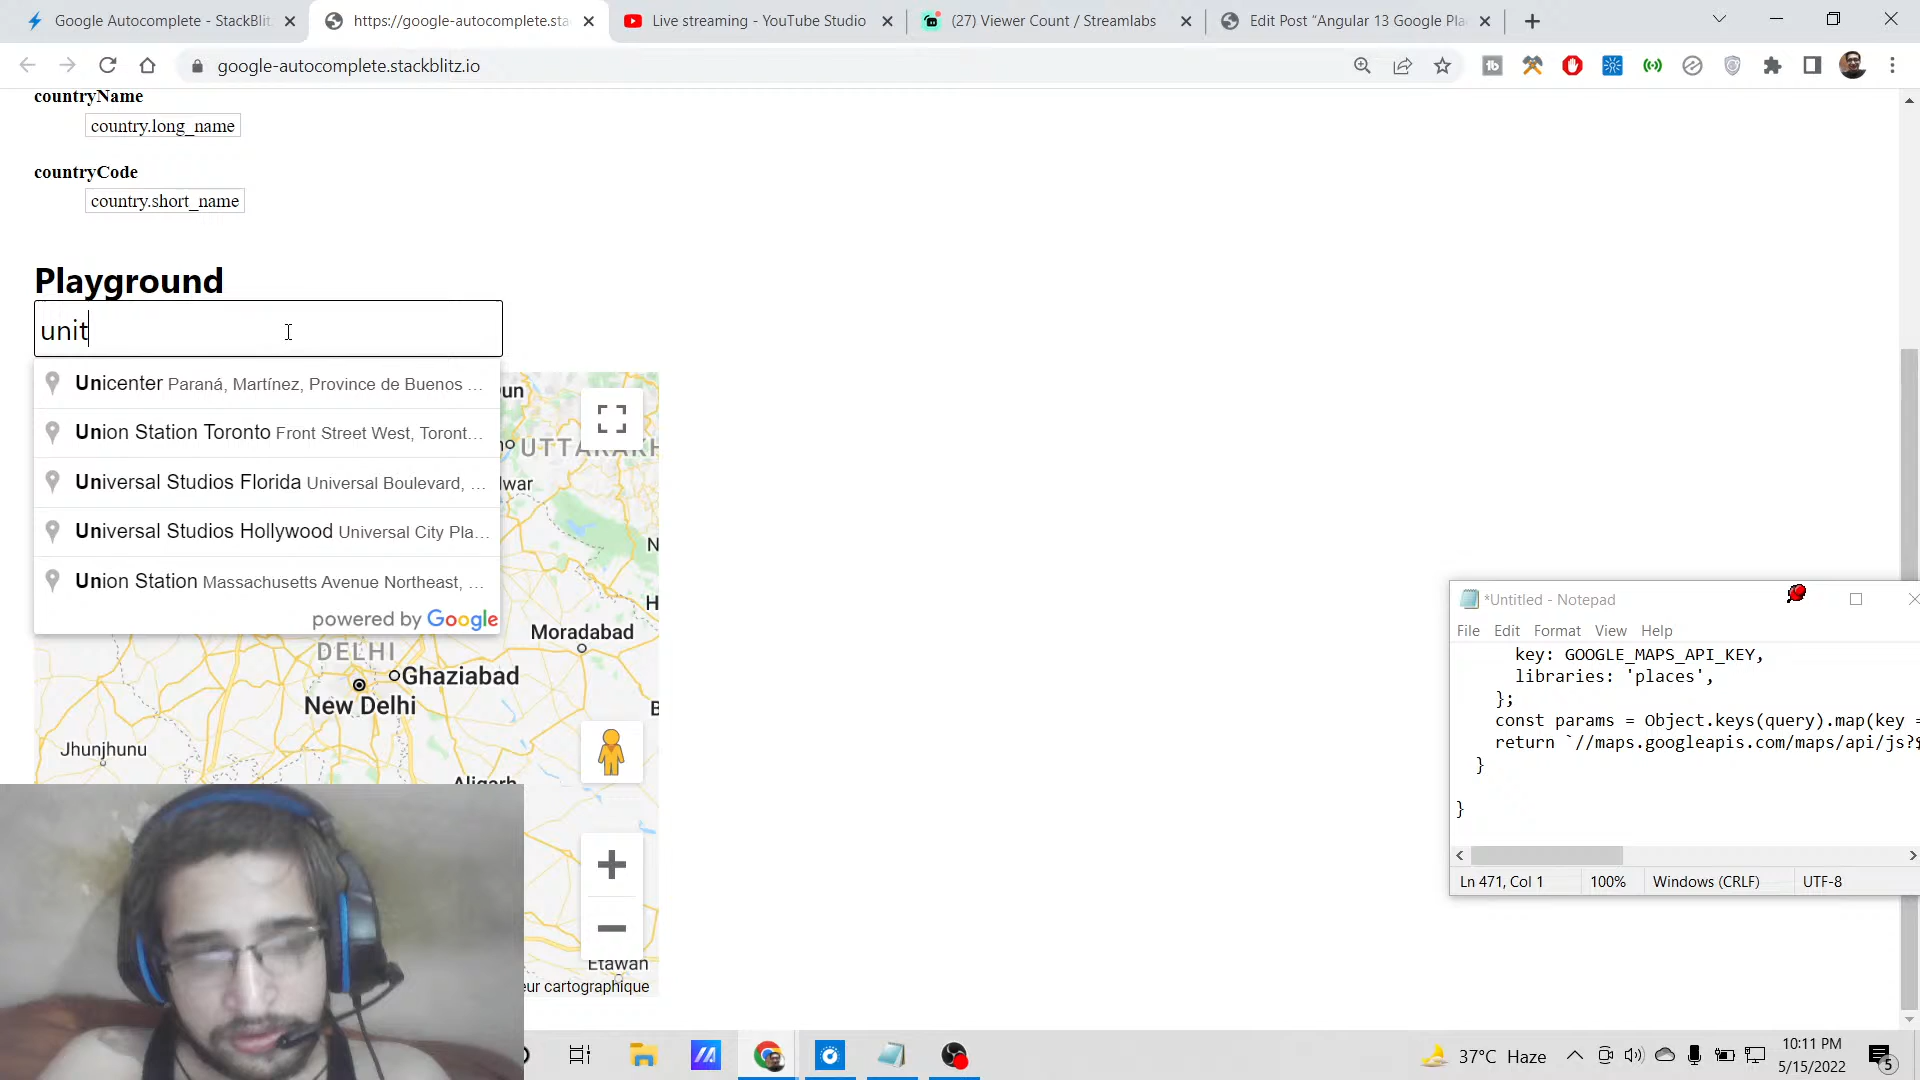 Google Autocomplete - StackBlit
https://google-autocomplete.sta
Live streaming - YouTube Studio
(27) Viewer Count / Streamlabs
Edit Post “Angular 13 Google Pla
google-autocomplete.stackblitz.io
countryName
country.long_name
countryCode
country.short_name
Playground
unit
Unicenter Paraná, Martínez, Province de Buenos ...
Union Station Toronto Front Street West, Toront...
Universal Studios Florida Universal Boulevard, ...
Universal Studios Hollywood Universal City Pla...
Union Station Massachusetts Avenue Northeast, ...
powered by Google
UTTARAKH
lwar
Moradabad
DELHI
Ghaziabad
New Delhi
Jhunjhunu
Aligarh
Etawah
eur cartographique
*Untitled - Notepad
File Edit Format View Help
key: GOOGLE_MAPS_API_KEY,
libraries: 'places',
};
const params = Object.keys(query).map(key =
return `//maps.googleapis.com/maps/api/js?$
}
}
Ln 471, Col 1 100% Windows (CRLF) UTF-8
37°C Haze
10:11 PM
5/15/2022
5